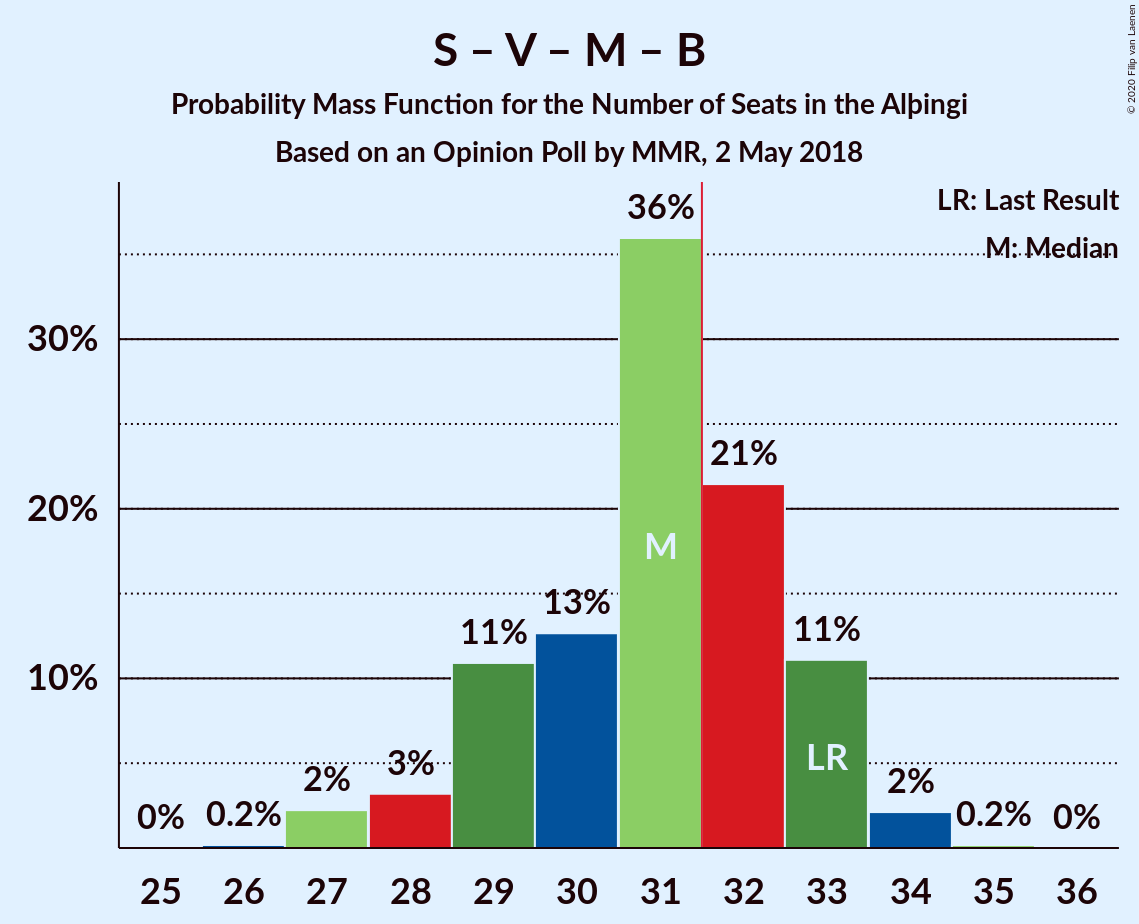 S – V – M – B
Probability Mass Function for the Number of Seats in the Alþingi
Based on an Opinion Poll by MMR, 2 May 2018
© 2020 Filip van Laenen
LR: Last Result
M: Median
36%
30%
21%
20%
M
13%
11%
11%
10%
LR
3%
2%
2%
0%
0.2%
0.2%
0%
25 26 27 28 29 30 31 32 33 34 35 36